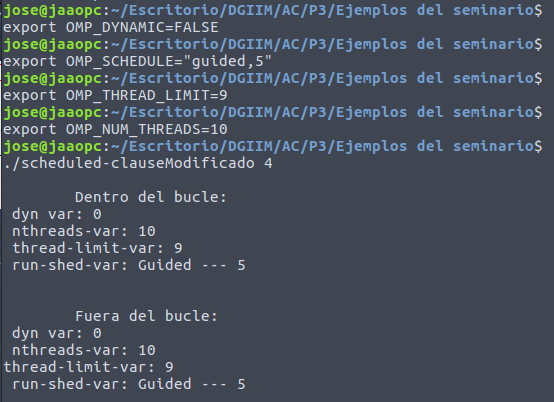 jose@jaaopc:~/Escritorio/DGIIM/AC/P3/Ejemplos del seminario$
export OMP_DYNAMIC=FALSE
jose@jaaopc:~/Escritorio/DGIIM/AC/P3/Ejemplos del seminario$
export OMP_SCHEDULE="guided,5"
jose@jaaopc:~/Escritorio/DGIIM/AC/P3/Ejemplos del seminario$
export OMP_THREAD_LIMIT=9
jose@jaaopc:~/Escritorio/DGIIM/AC/P3/Ejemplos del seminario$
export OMP_NUM_THREADS=10
jose@jaaopc:~/Escritorio/DGIIM/AC/P3/Ejemplos del seminario$
./scheduled-clauseModificado 4
Dentro del bucle:
dyn var: 0
nthreads-var: 10
thread-limit-var: 9
run-shed-var: Guided --- 5
Fuera del bucle:
dyn var: 0
nthreads-var: 10
thread-limit-var: 9
run-shed-var: Guided --- 5